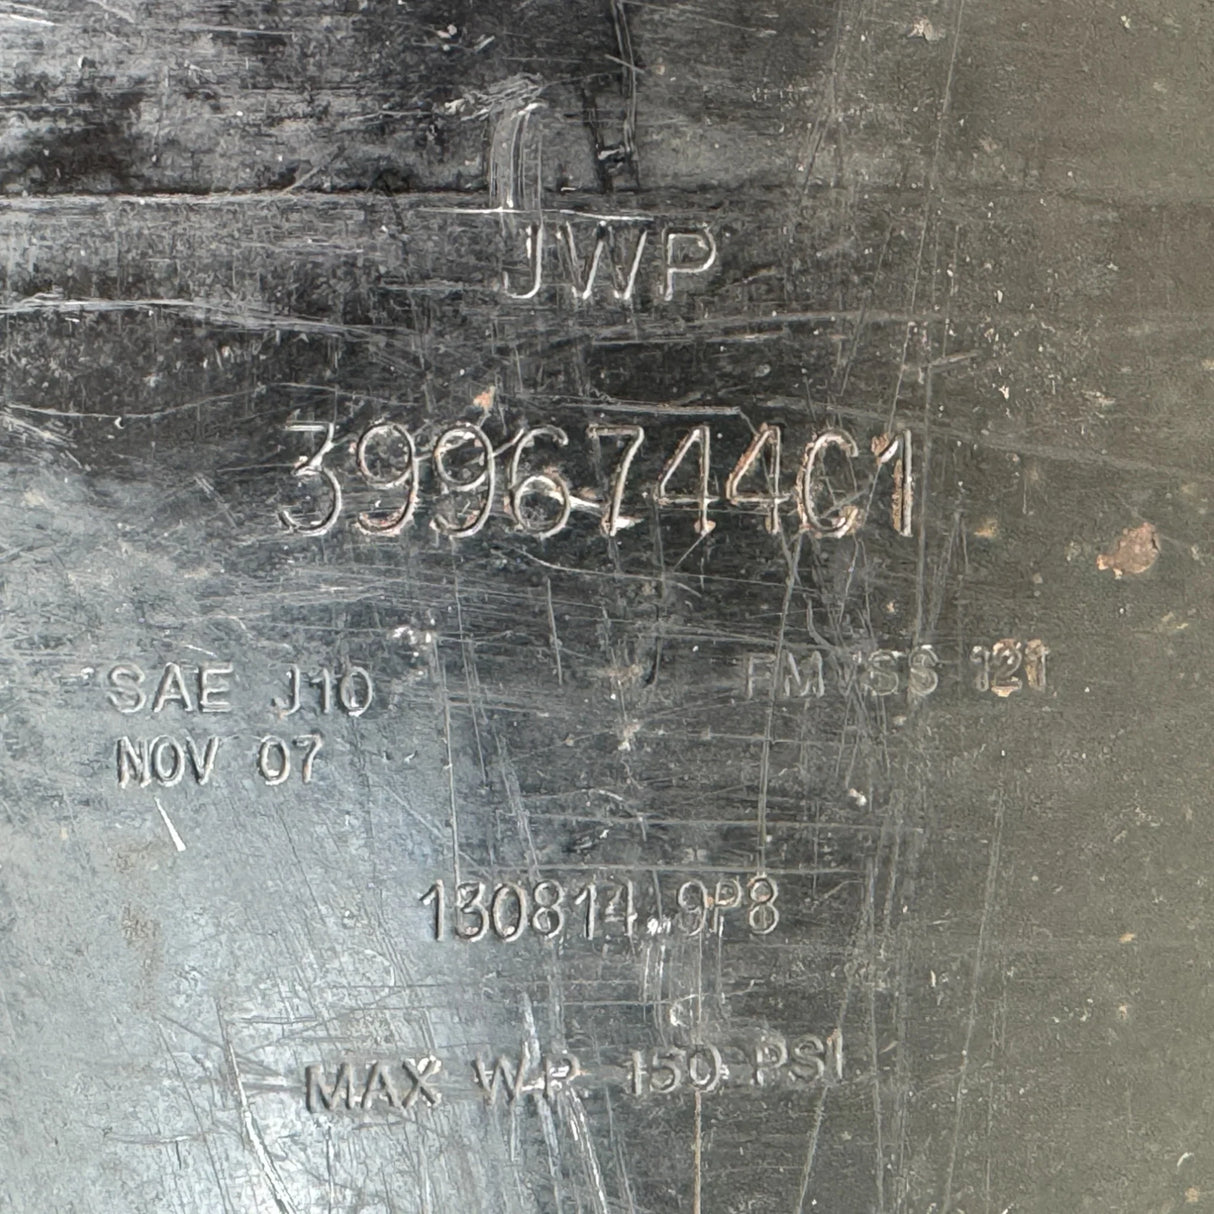 JWP
3996744C1
SAE J10 FMVSS 121
NOV 07
130814.9P8
MAX W.P. 150 PSI